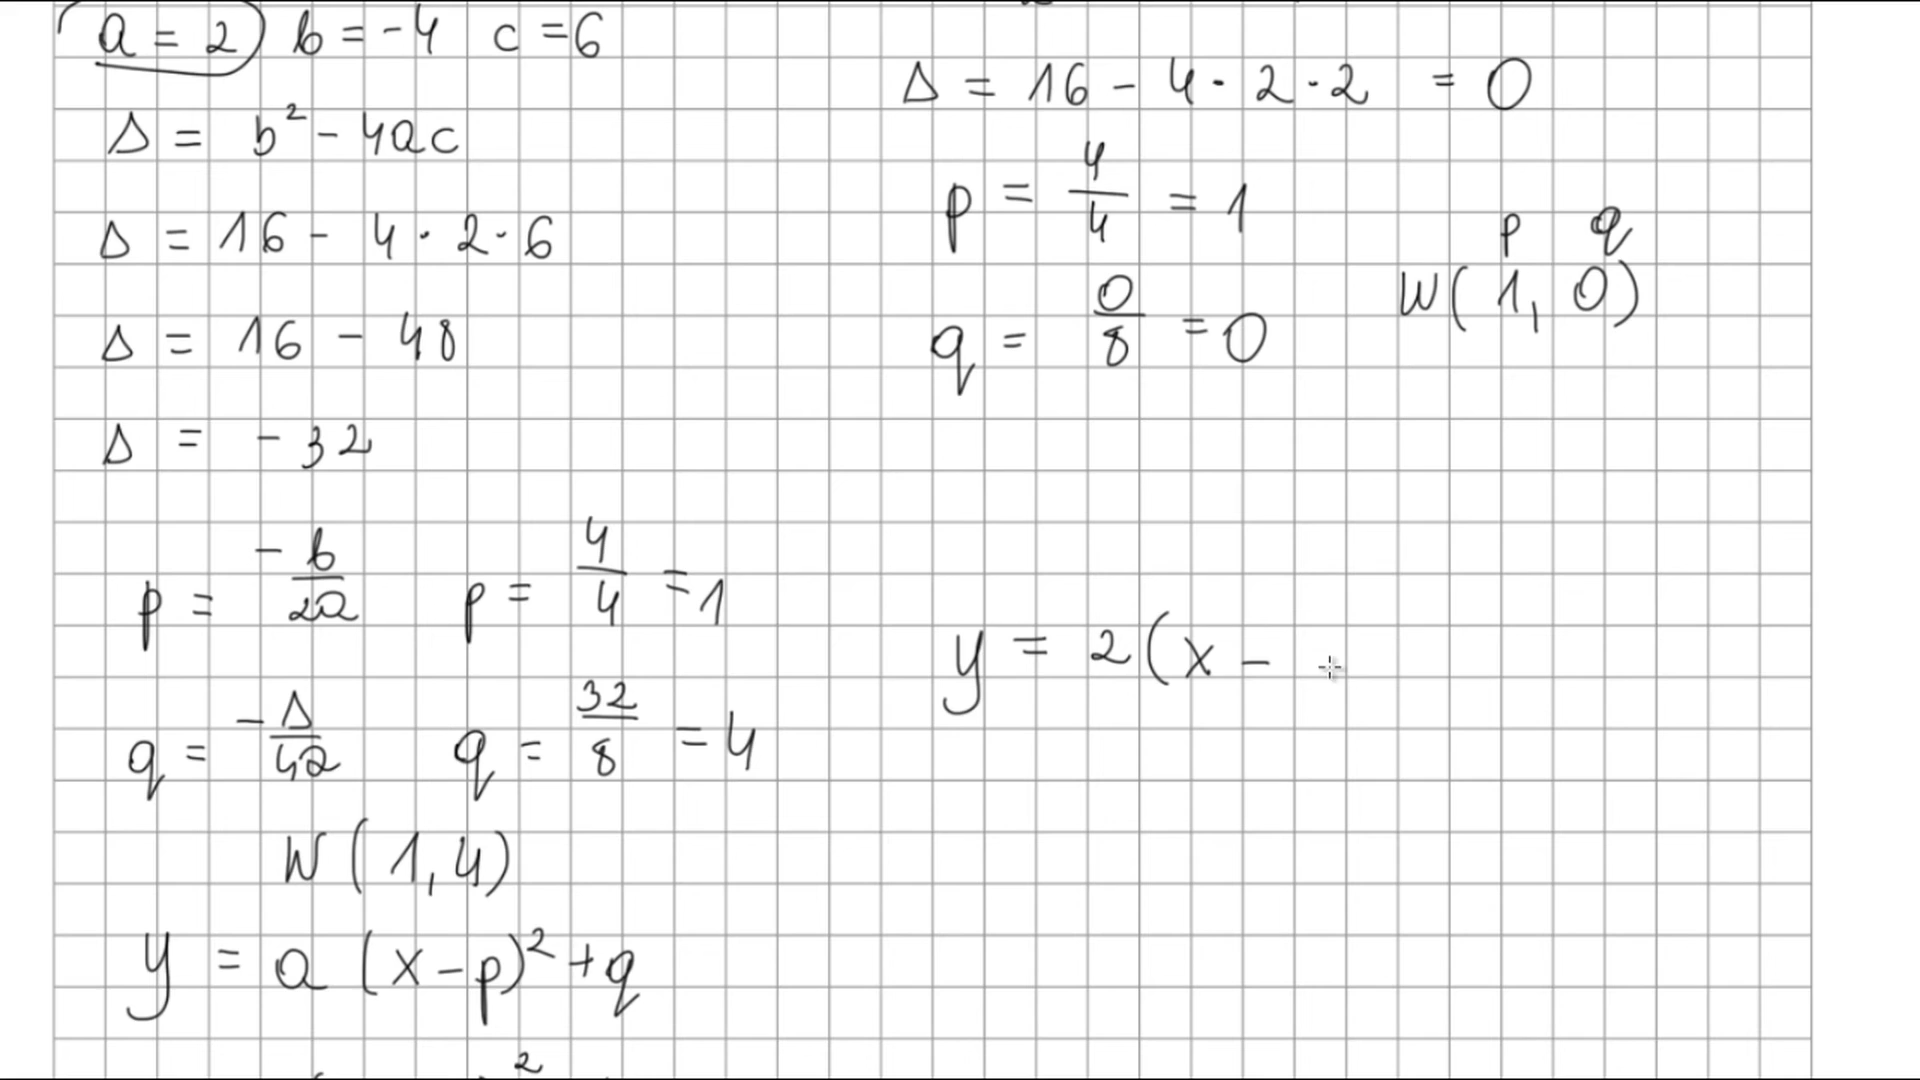 a = 2 b = -4 c = 6
Δ = b² - 4ac
Δ = 16 - 4·2·6
Δ = 16 - 48
Δ = -32
p = -b/2a p = 4/4 = 1
q = -Δ/4a q = 32/8 = 4
W(1,4)
y = a(x-p)² + q
2
Δ = 16 - 4·2·2 = 0
p = 4/4 = 1
p q
W(1, 0)
q = 0/8 = 0
y = 2(x -